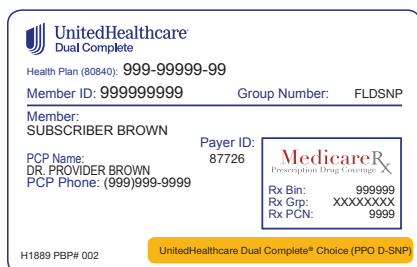 UnitedHealthcare®
Dual Complete
Health Plan (80840): 999-99999-99
Member ID: 999999999 Group Number: FLDSNP
Member:
SUBSCRIBER BROWN
Payer ID:
87726
PCP Name:
DR. PROVIDER BROWN
PCP Phone: (999)999-9999
MedicareRx
Prescription Drug Coverage
Rx Bin: 999999
Rx Grp: XXXXXXXX
Rx PCN: 9999
H1889 PBP# 002
UnitedHealthcare Dual Complete® Choice (PPO D-SNP)